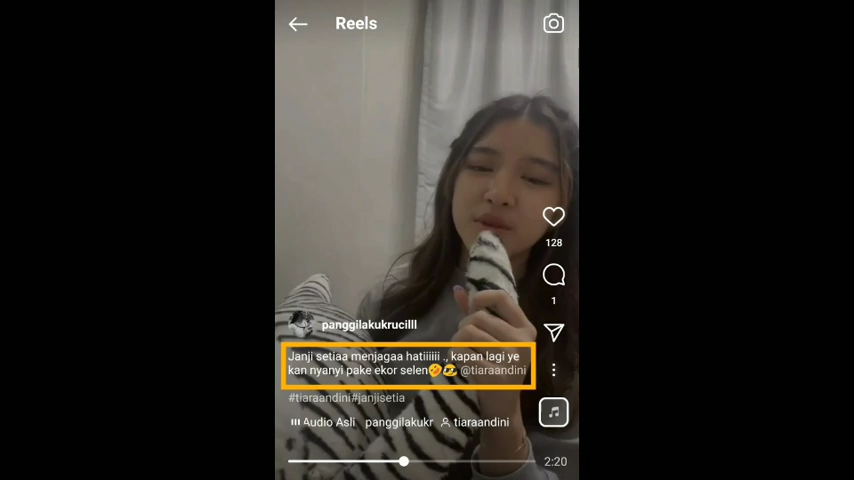 Reels
128
1
panggilakukrucilll
Janji setiaa menjagaa hatiiiiii ., kapan lagi ye
kan nyanyi pake ekor selen🤣🫣 @tiaraandini
#tiaraandini#janjisetia
Audio Asli panggilakukr tiaraandini
2:20